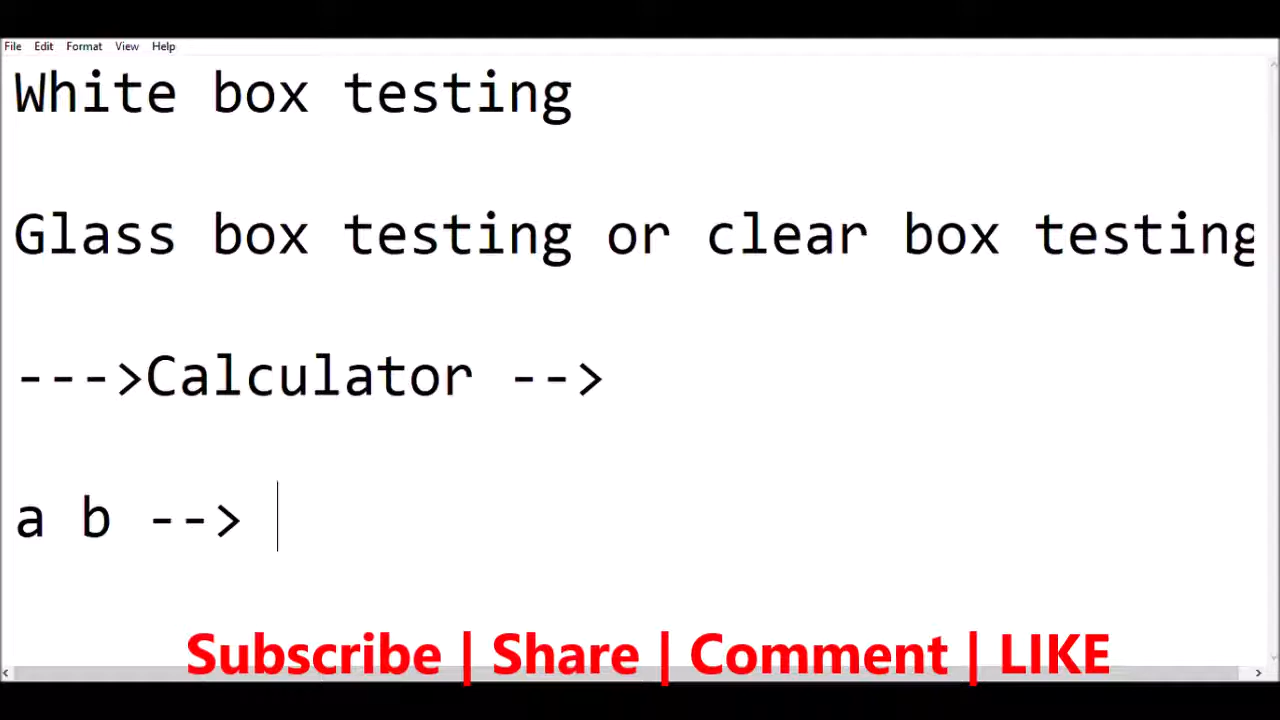 File Edit Format View Help
White box testing
Glass box testing or clear box testing
--->Calculator -->
a b -->
Subscribe | Share | Comment | LIKE